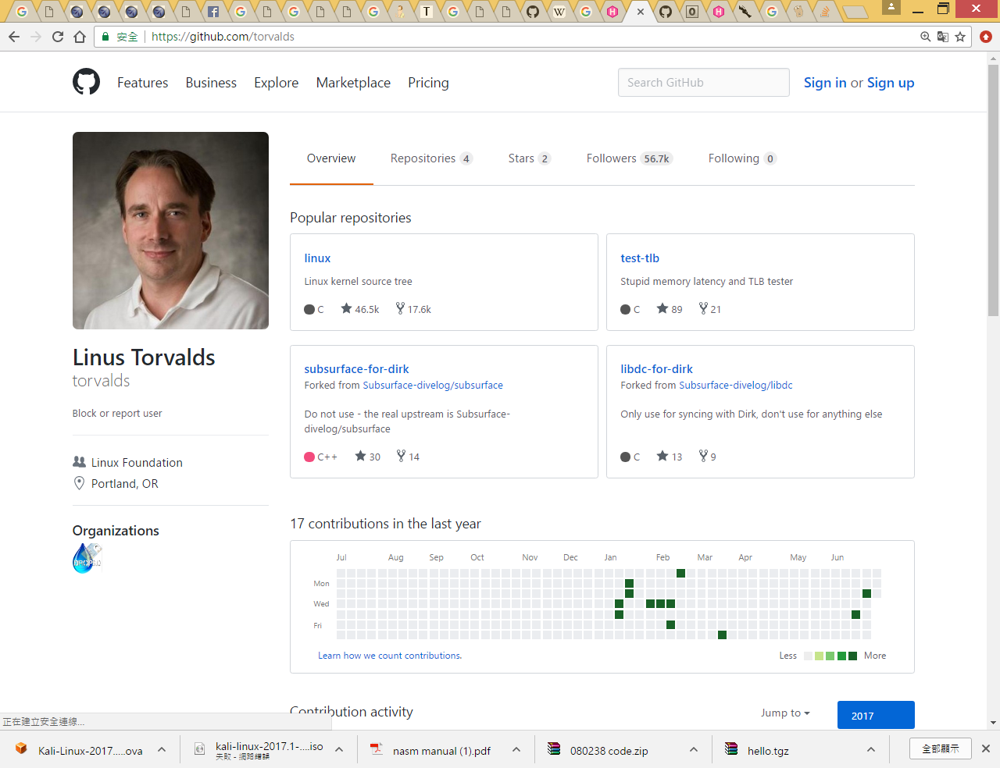 安全
https://github.com/torvalds
Features
Business
Explore
Marketplace
Pricing
Search GitHub
Sign in or Sign up
Overview
Repositories 4
Stars 2
Followers 56.7k
Following 0
Popular repositories
linux
Linux kernel source tree
C 46.5k 17.6k
test-tlb
Stupid memory latency and TLB tester
C 89 21
subsurface-for-dirk
Forked from Subsurface-divelog/subsurface
Do not use - the real upstream is Subsurface-
divelog/subsurface
C++ 30 14
libdc-for-dirk
Forked from Subsurface-divelog/libdc
Only use for syncing with Dirk, don't use for anything else
C 13 9
Linus Torvalds
torvalds
Block or report user
Linux Foundation
Portland, OR
Organizations
17 contributions in the last year
Jul Aug Sep Oct Nov Dec Jan Feb Mar Apr May Jun
Mon
Wed
Fri
Learn how we count contributions.
Less
More
Contribution activity
Jump to
2017
正在建立安全連線...
Kali-Linux-2017.....ova
kali-linux-2017.1-....iso
失敗 - 網路錯誤
nasm manual (1).pdf
080238 code.zip
hello.tgz
全部顯示